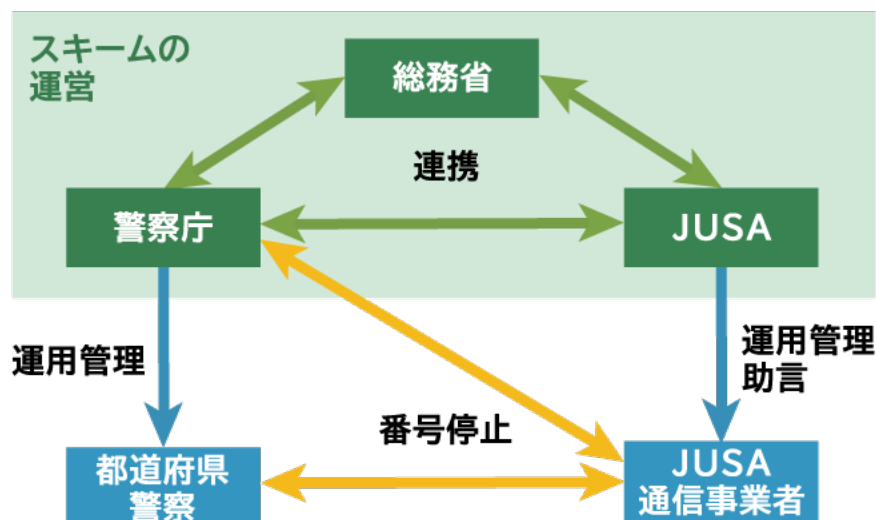 スキームの
運営
総務省
連携
警察庁
JUSA
運用管理
運用管理
助言
番号停止
都道府県
警察
JUSA
通信事業者